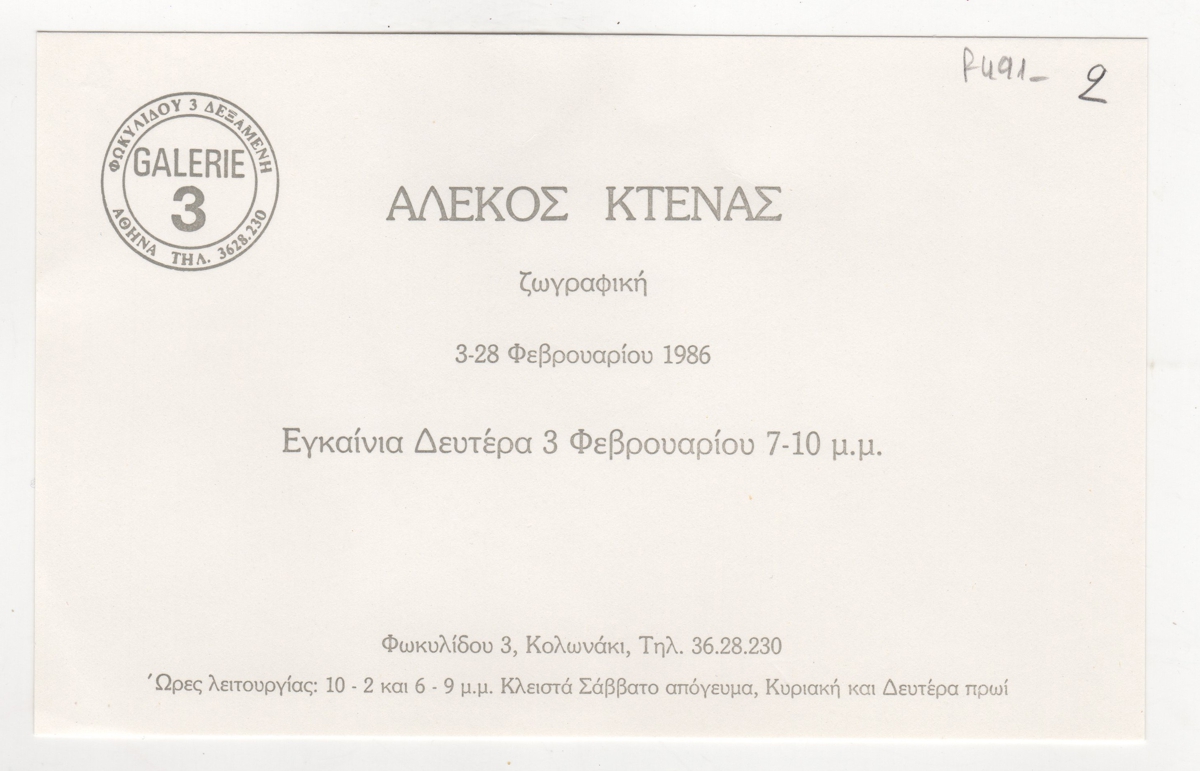 F491- 2
ΦΩΚΥΛΙΔΟΥ 3 ΔΕΞΑΜΕΝΗ
GALERIE
3
ΑΘΗΝΑ ΤΗΛ. 3628.230
ΑΛΕΚΟΣ ΚΤΕΝΑΣ
ζωγραφική
3-28 Φεβρουαρίου 1986
Εγκαίνια Δευτέρα 3 Φεβρουαρίου 7-10 μ.μ.
Φωκυλίδου 3, Κολωνάκι, Τηλ. 36.28.230
Ώρες λειτουργίας: 10 - 2 και 6 - 9 μ.μ. Κλειστά Σάββατο απόγευμα, Κυριακή και Δευτέρα πρωί